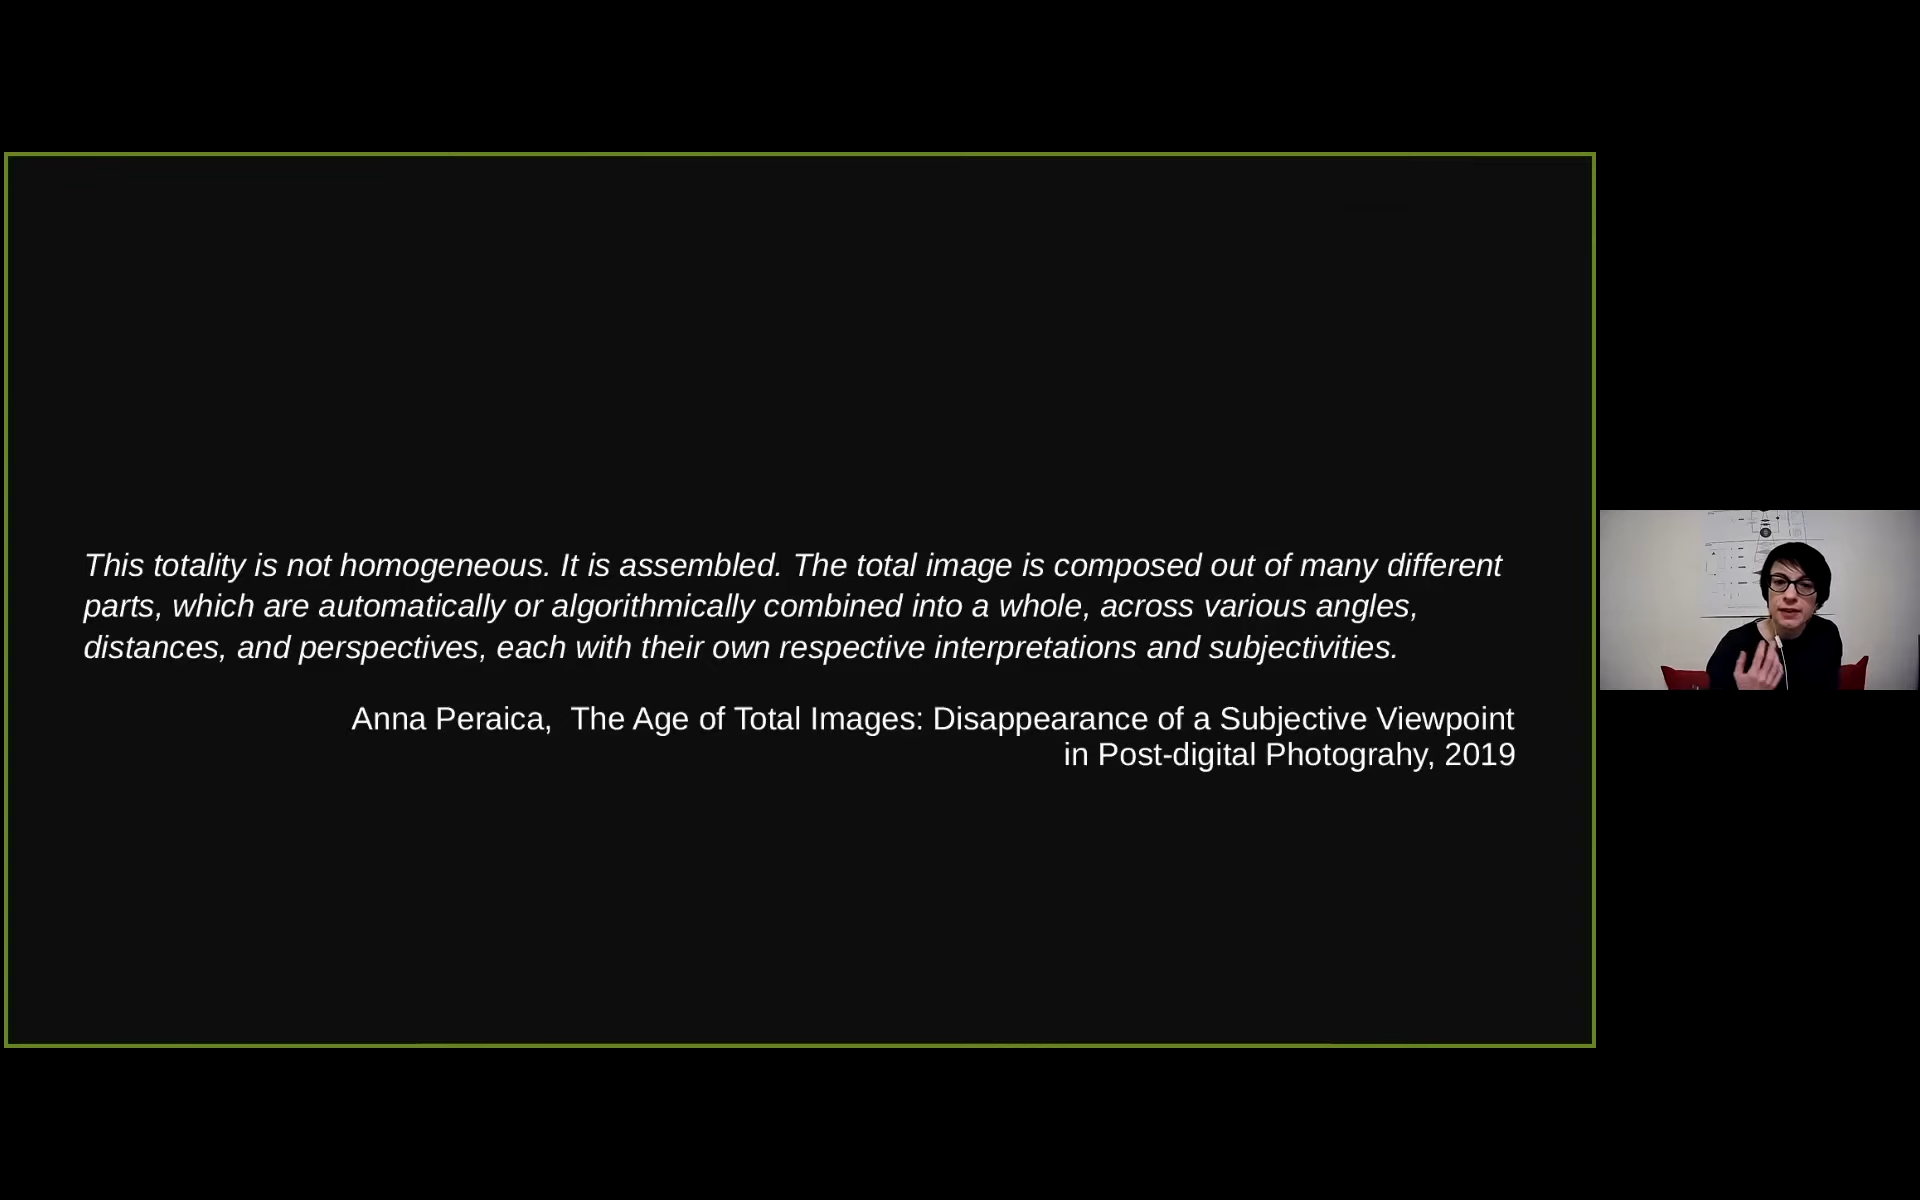 This totality is not homogeneous. It is assembled. The total image is composed out of many different
parts, which are automatically or algorithmically combined into a whole, across various angles,
distances, and perspectives, each with their own respective interpretations and subjectivities.
Anna Peraica,  The Age of Total Images: Disappearance of a Subjective Viewpoint
in Post-digital Photograhy, 2019